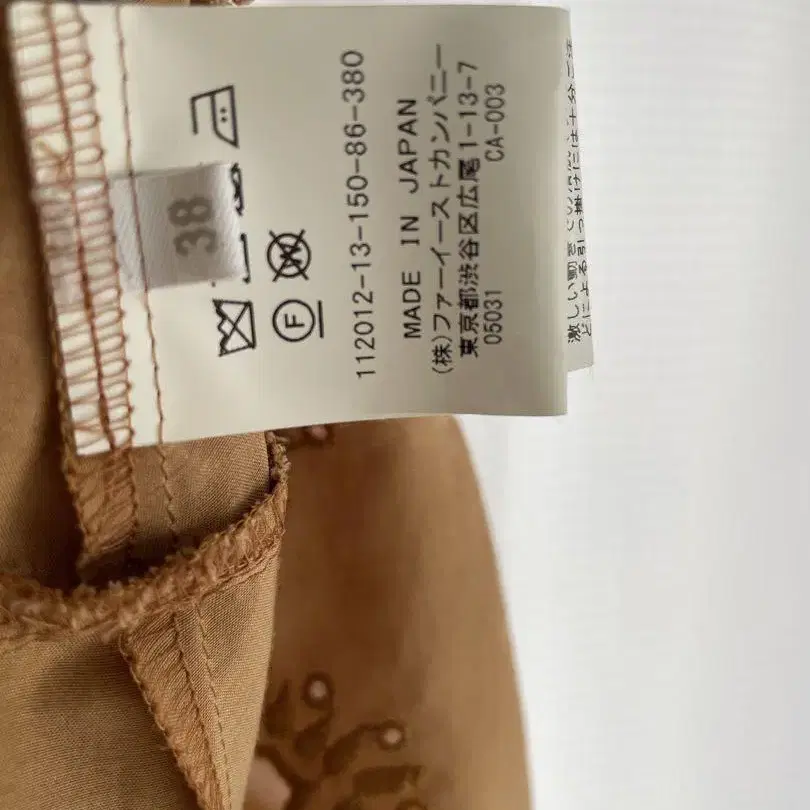 38
F
W
112012-13-150-86-380
MADE IN JAPAN
(株)ファーイーストカンパニー
東京都渋谷区広尾1-13-7
05031 CA-003